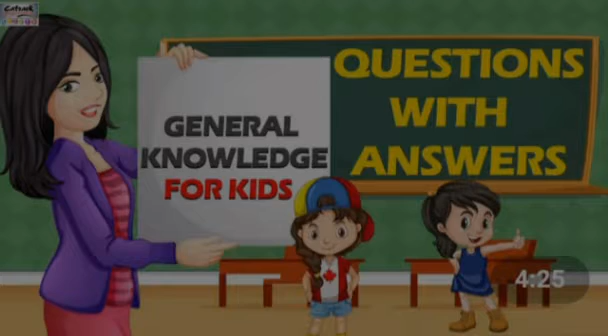 GENERAL
KNOWLEDGE
FOR KIDS
QUESTIONS
WITH
ANSWERS
4:25